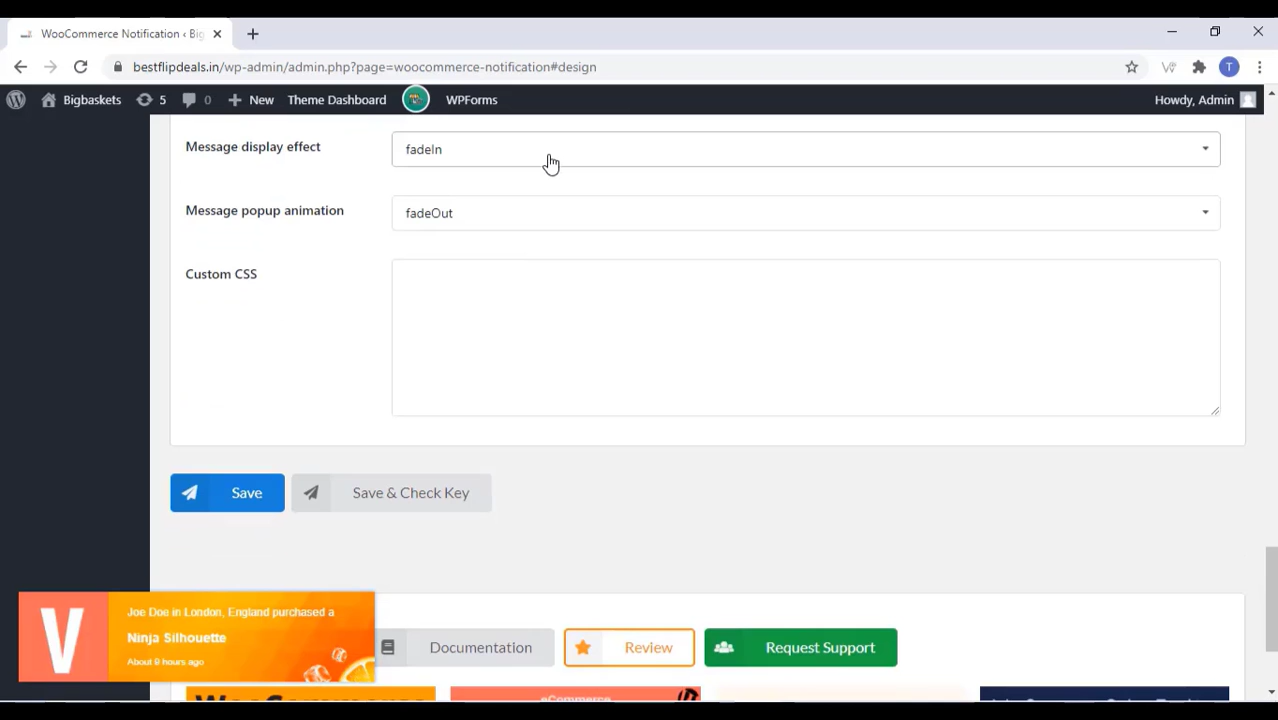 WooCommerce Notification ‹ Big
bestflipdeals.in/wp-admin/admin.php?page=woocommerce-notification#design
T
Bigbaskets
5
0
New
Theme Dashboard
WPForms
Howdy, Admin
Message display effect
fadeIn
Message popup animation
fadeOut
Custom CSS
Save
Save & Check Key
V
Joe Doe in London, England purchased a
Ninja Silhouette
About 9 hours ago
Documentation
Review
Request Support
WooCommerce
eCommerce